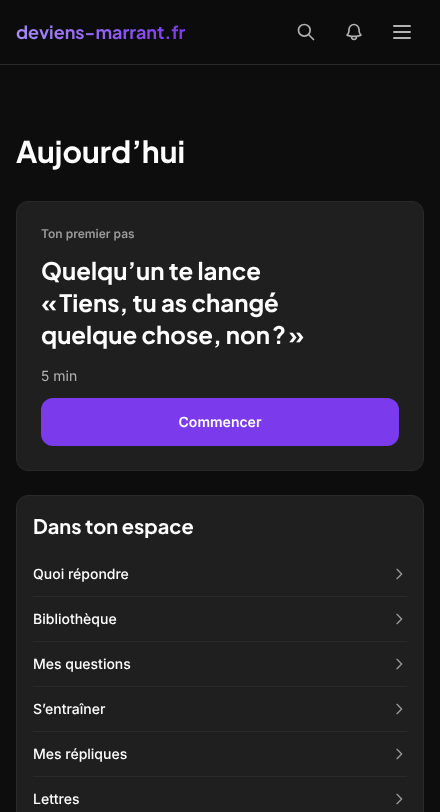 deviens-marrant.fr
Aujourd’hui
Ton premier pas
Quelqu’un te lance
« Tiens, tu as changé
quelque chose, non ? »
5 min
Commencer
Dans ton espace
Quoi répondre
Bibliothèque
Mes questions
S’entraîner
Mes répliques
Lettres